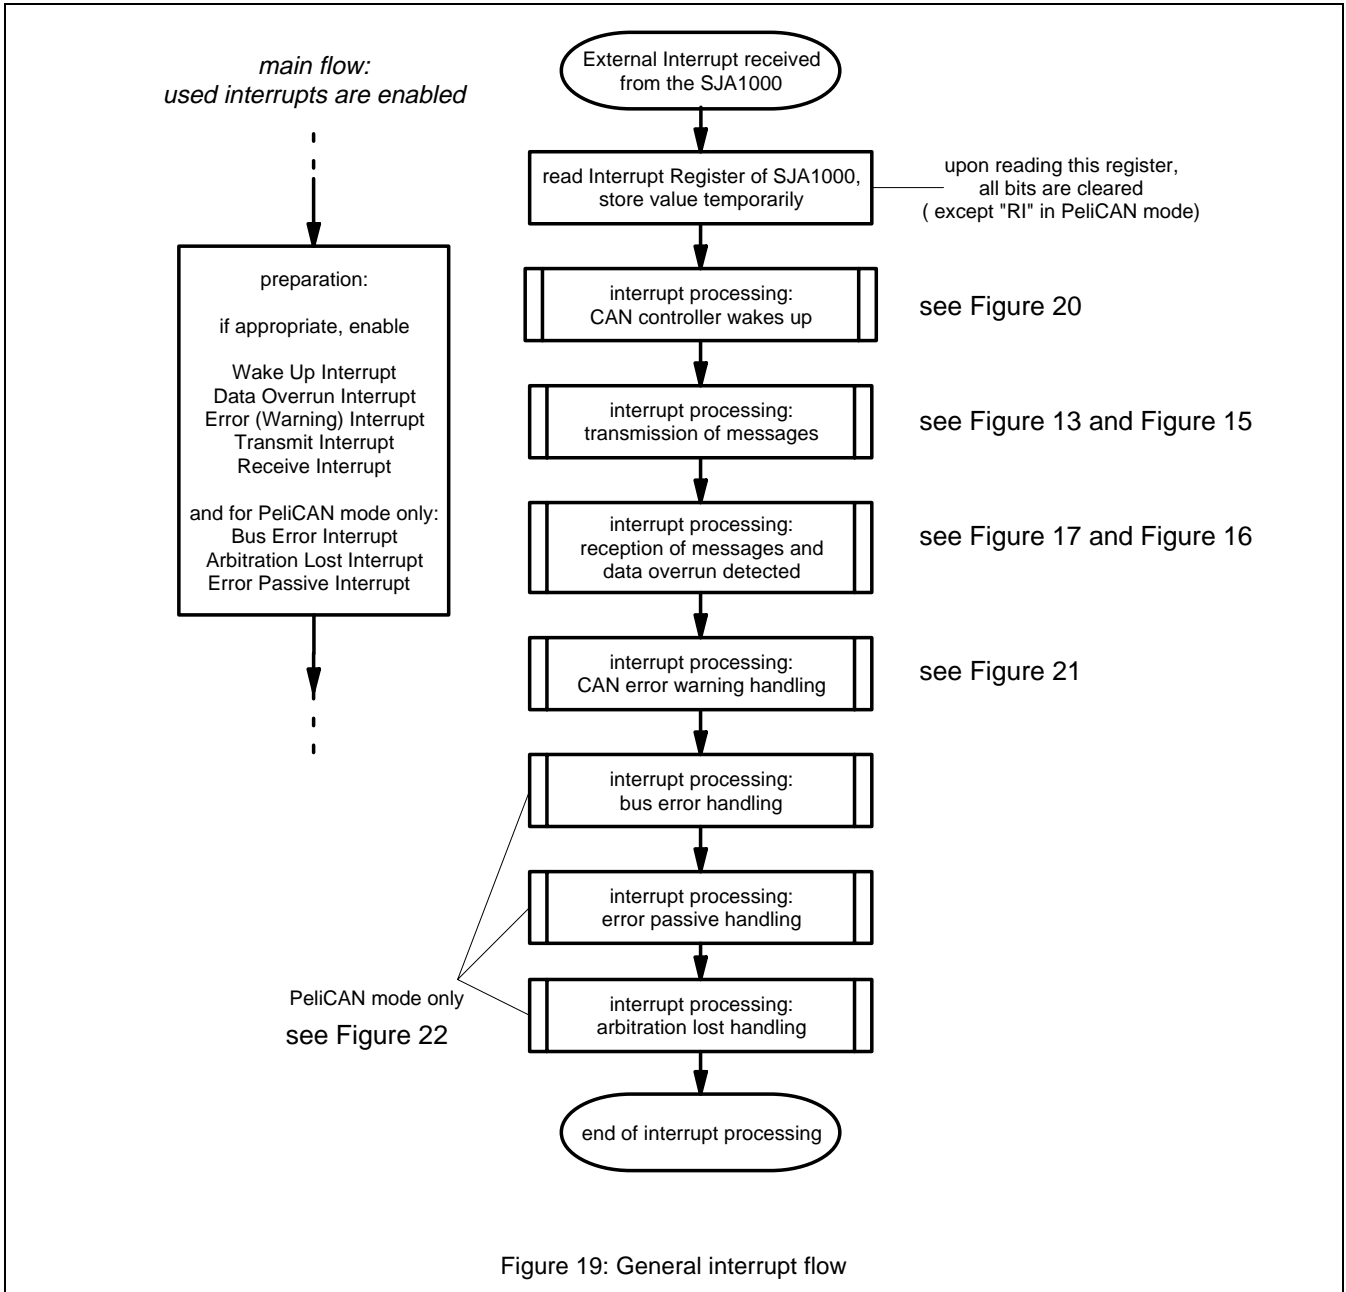 main flow:
used interrupts are enabled
preparation:
if appropriate, enable
Wake Up Interrupt
Data Overrun Interrupt
Error (Warning) Interrupt
Transmit Interrupt
Receive Interrupt
and for PeliCAN mode only:
Bus Error Interrupt
Arbitration Lost Interrupt
Error Passive Interrupt
External Interrupt received
from the SJA1000
read Interrupt Register of SJA1000,
store value temporarily
upon reading this register,
all bits are cleared
( except "RI" in PeliCAN mode)
interrupt processing:
CAN controller wakes up
see Figure 20
interrupt processing:
transmission of messages
see Figure 13 and Figure 15
interrupt processing:
reception of messages and
data overrun detected
see Figure 17 and Figure 16
interrupt processing:
CAN error warning handling
see Figure 21
interrupt processing:
bus error handling
interrupt processing:
error passive handling
interrupt processing:
arbitration lost handling
PeliCAN mode only
see Figure 22
end of interrupt processing
Figure 19: General interrupt flow